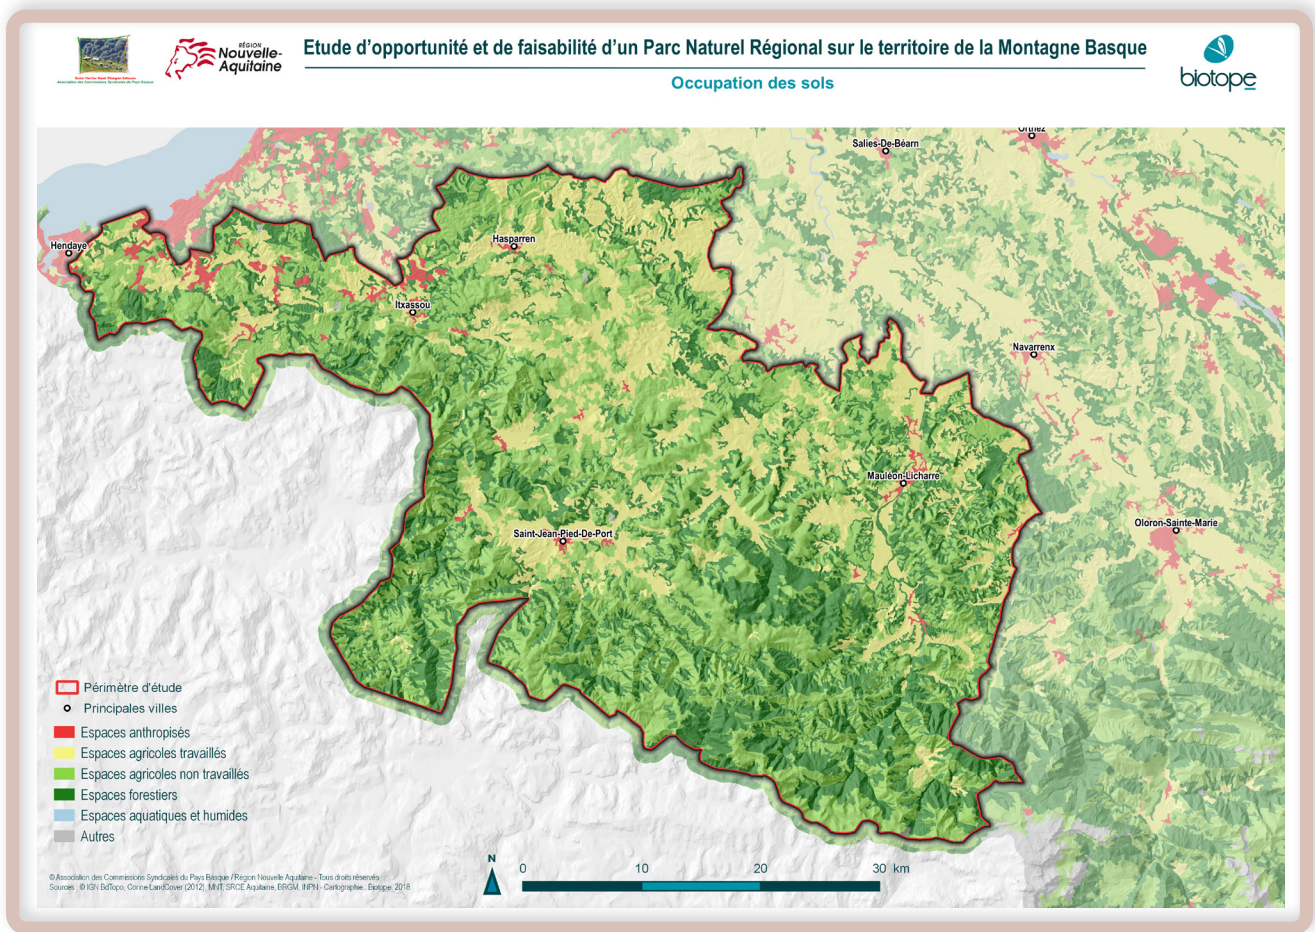 RÉGION
Nouvelle-
Aquitaine
Etude d'opportunité et de faisabilité d'un Parc Naturel Régional sur le territoire de la Montagne Basque
Occupation des sols
biotope
Orthez
Salies-De-Béarn
Hendaye
Hasparren
Itxassou
Navarrenx
Mauléon-Licharre
Oloron-Sainte-Marie
Saint-Jean-Pied-De-Port
Périmètre d'étude
Principales villes
Espaces anthropisés
Espaces agricoles travaillés
Espaces agricoles non travaillés
Espaces forestiers
Espaces aquatiques et humides
Autres
N
0 10 20 30 km
© Association des Commissions Syndicales du Pays Basque / Région Nouvelle Aquitaine - Tous droits réservés
Sources : © IGN BdTopo, Corine LandCover (2012), MNT, SRCE Aquitaine, BRGM, INPN - Cartographie : Biotope, 2018